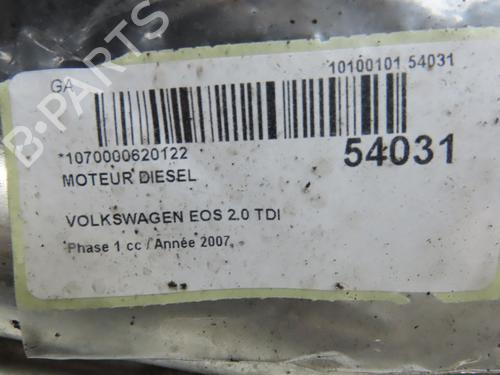 GA
10100101 54031
*1070000620122
54031
MOTEUR DIESEL
VOLKSWAGEN EOS 2.0 TDI
Phase 1 cc / Année 2007
B-PARTS